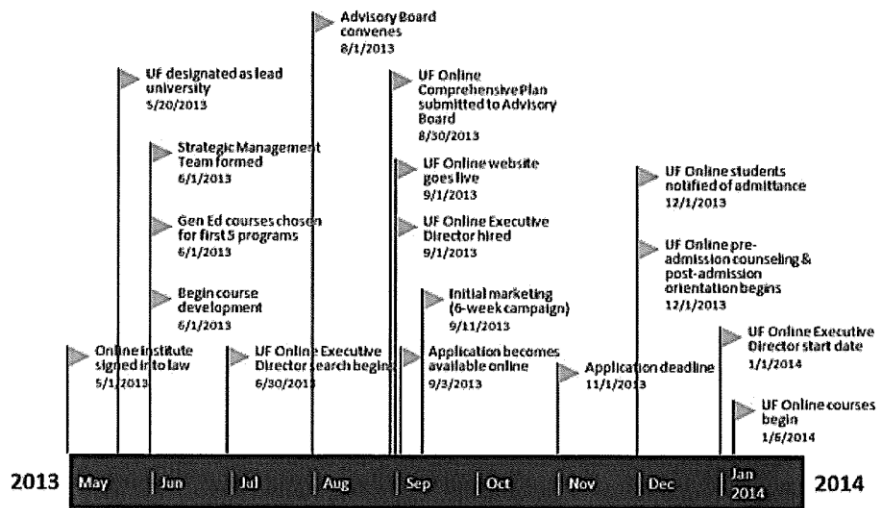 Advisory Board
convenes
8/1/2013
UF designated as lead
university
5/20/2013
UF Online
Comprehensive Plan
submitted to Advisory
Board
8/30/2013
Strategic Management
Team formed
6/1/2013
UF Online website
goes live
9/1/2013
UF Online students
notified of admittance
12/1/2013
Gen Ed courses chosen
for first 5 programs
6/1/2013
UF Online Executive
Director hired
9/1/2013
UF Online pre-
admission counseling &
post-admission
orientation begins
12/1/2013
Begin course
development
6/1/2013
Initial marketing
(6-week campaign)
9/11/2013
UF Online Executive
Director start date
1/1/2014
Online institute
signed into law
5/1/2013
UF Online Executive
Director search begins
6/30/2013
Application becomes
available online
9/3/2013
Application deadline
11/1/2013
UF Online courses
begin
1/6/2014
2013 May Jun Jul Aug Sep Oct Nov Dec Jan 2014 2014